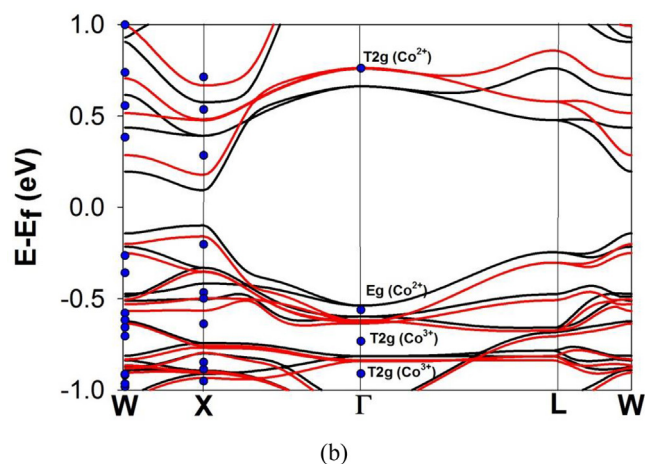 1.0
T2g (Co²⁺)
0.5
E-Ef (eV)
0.0
Eg (Co²⁺)
-0.5
T2g (Co³⁺)
T2g (Co³⁺)
-1.0
W X Γ L W
(b)